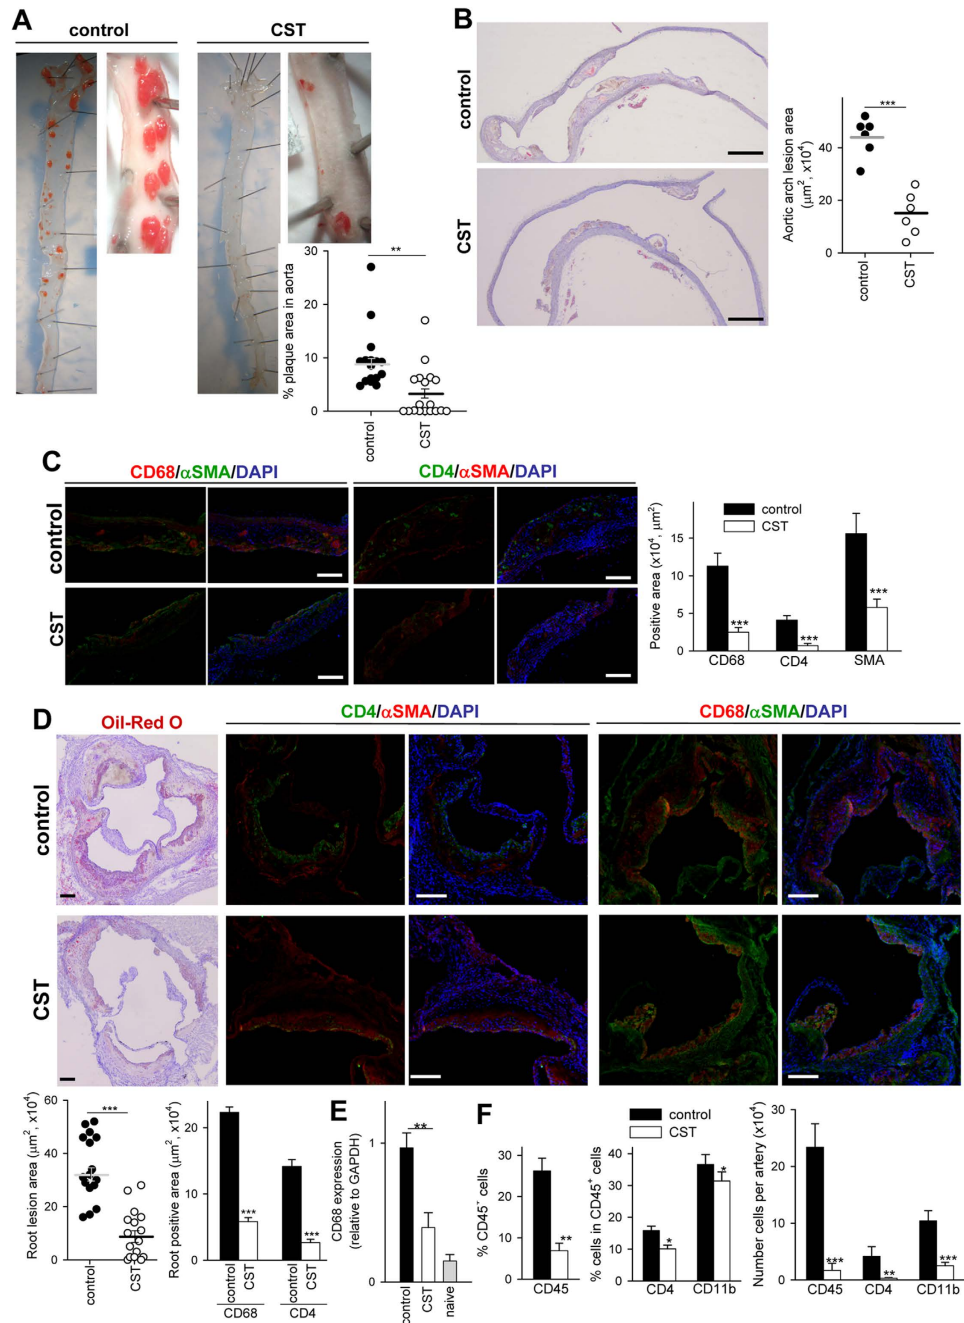 A
control
CST
% plaque area in aorta
30
20
10
0
**
control
CST
B
control
CST
Aortic arch lesion area
(μm², x10⁴)
40
20
0
***
control
CST
C
CD68/αSMA/DAPI
CD4/αSMA/DAPI
control
CST
Positive area (x10⁴, μm²)
15
10
5
0
control
CST
***
***
***
CD68
CD4
SMA
D
Oil-Red O
CD4/αSMA/DAPI
CD68/αSMA/DAPI
control
CST
Root lesion area (μm², x10⁴)
60
40
20
0
***
control
CST
Root positive area (μm², x10⁴)
20
10
0
***
***
control
CST
control
CST
CD68
CD4
E
CD68 expression
(relative to GAPDH)
1
0
**
control
CST
naive
F
control
CST
% CD45⁺ cells
30
20
10
0
**
CD45
% cells in CD45⁺ cells
40
30
20
10
0
*
*
CD4
CD11b
Number cells per artery (x10⁴)
30
20
10
0
***
**
***
CD45
CD4
CD11b